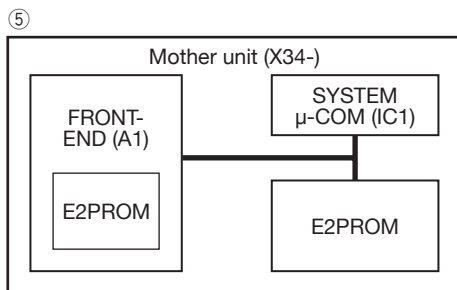 ⑤
Mother unit (X34-)
FRONT-
END (A1)
E2PROM
SYSTEM
µ-COM (IC1)
E2PROM